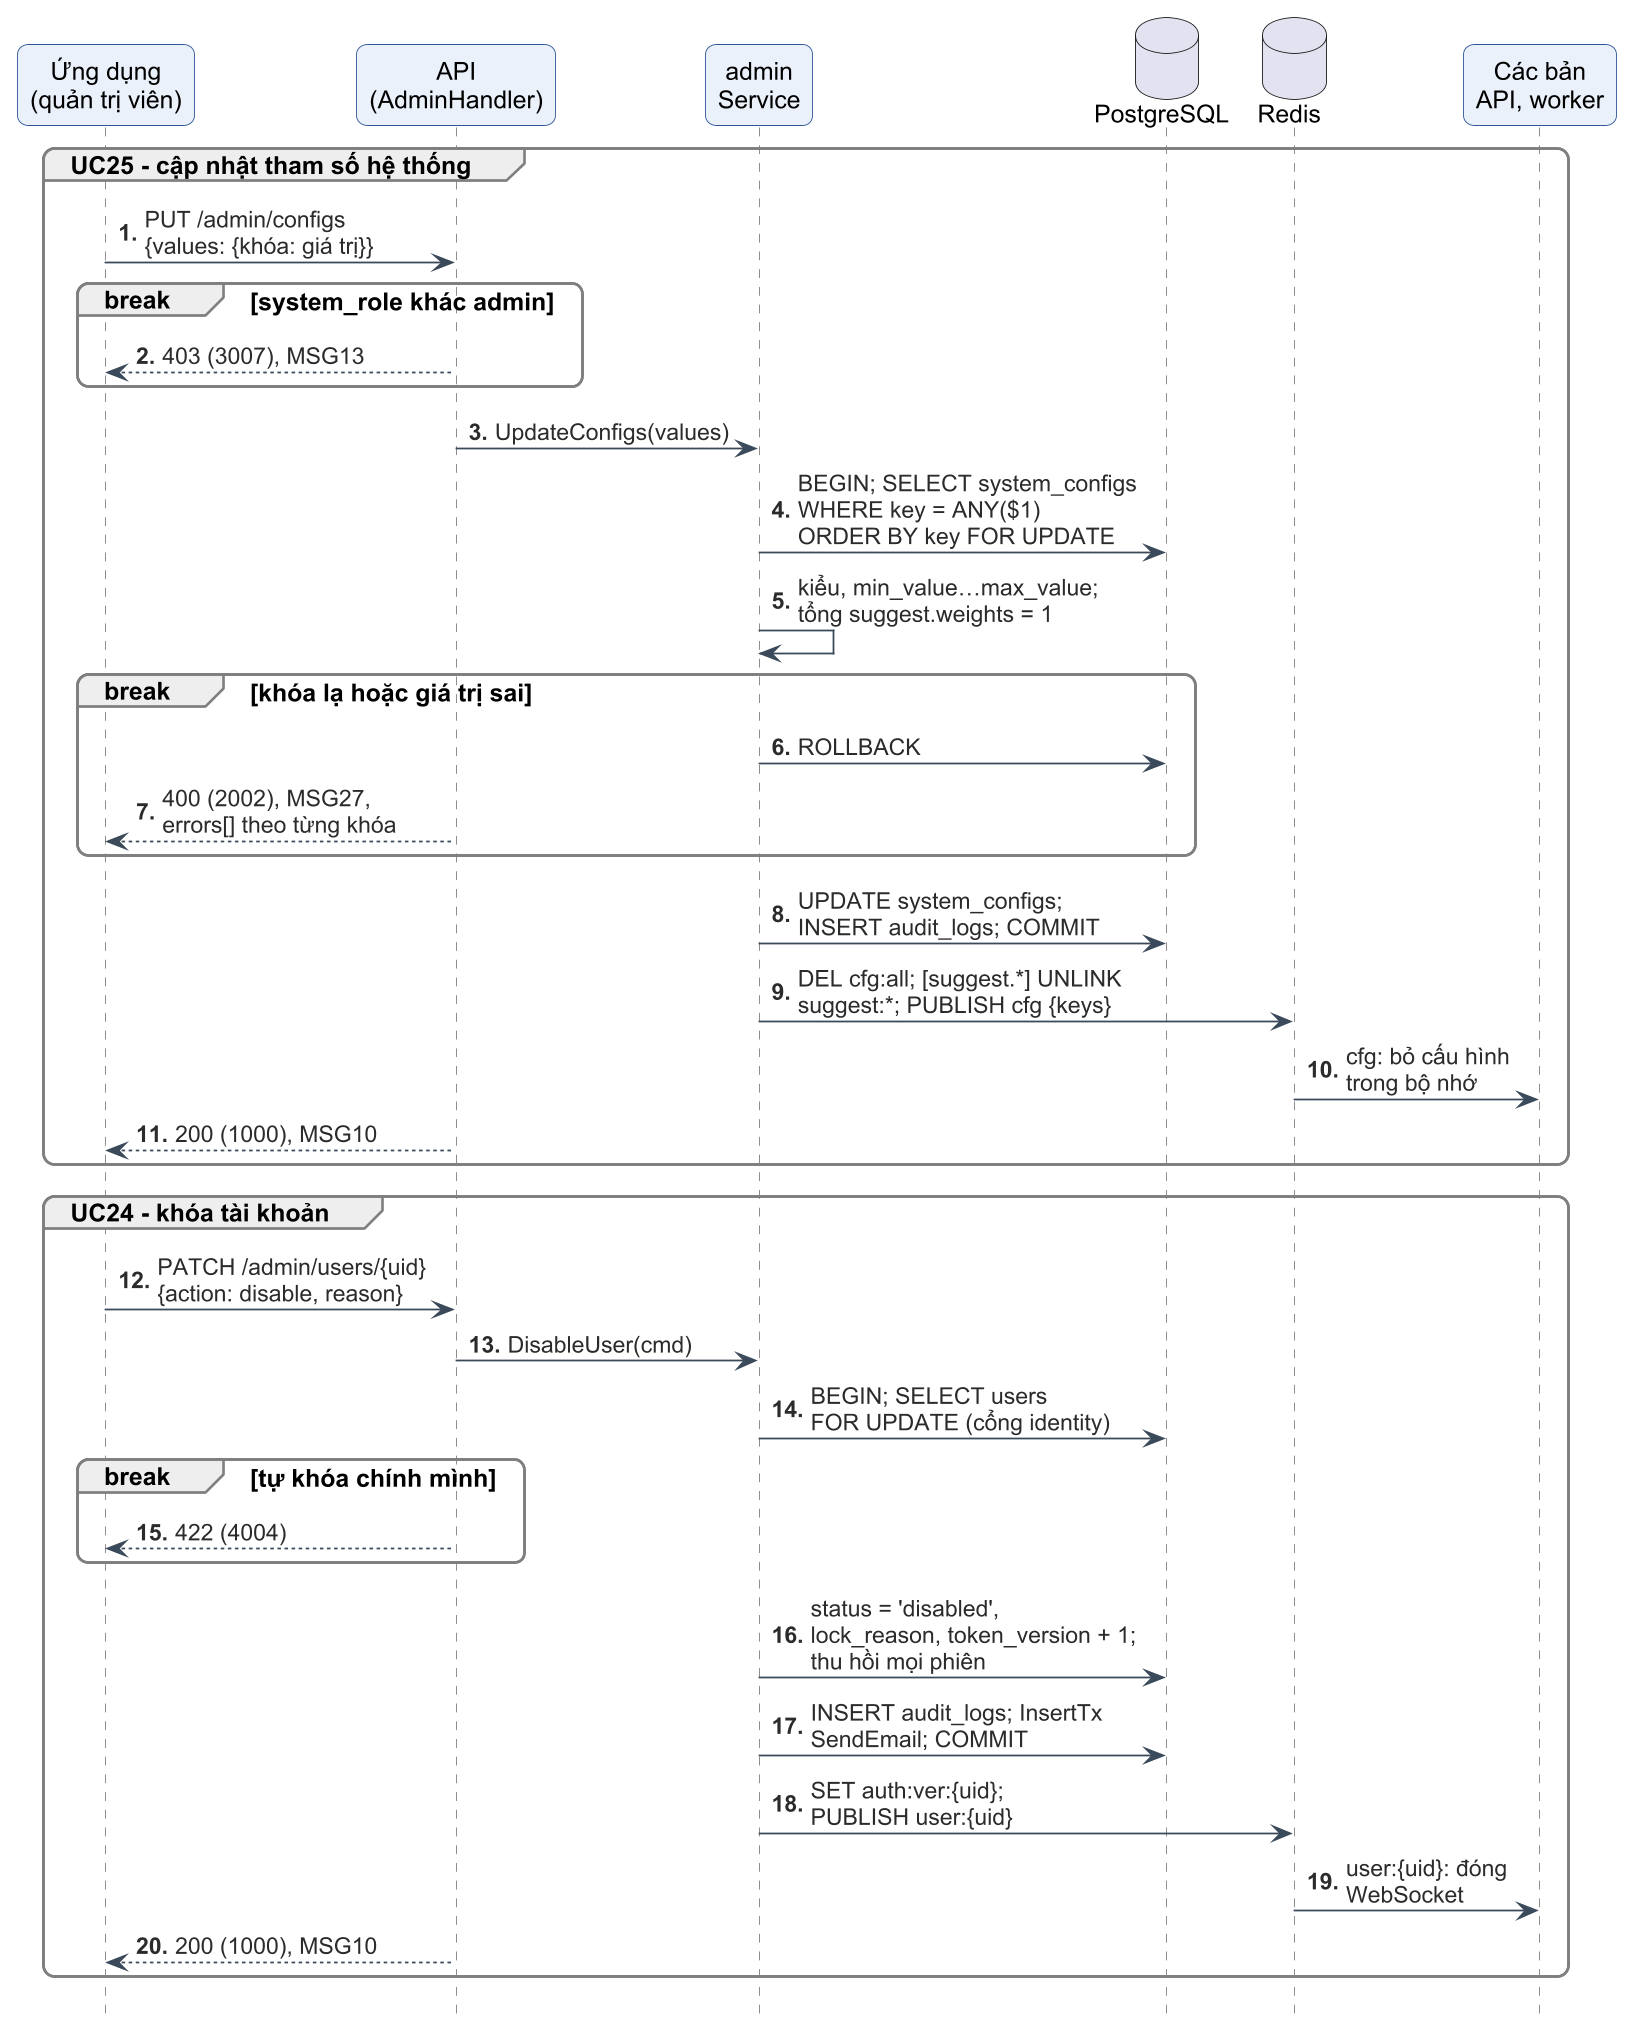 Ứng dụng
(quản trị viên)
API
(AdminHandler)
admin
Service
PostgreSQL
Redis
Các bản
API, worker
UC25 - cập nhật tham số hệ thống
1. PUT /admin/configs
{values: {khóa: giá trị}}
break [system_role khác admin]
2. 403 (3007), MSG13
3. UpdateConfigs(values)
4. BEGIN; SELECT system_configs
WHERE key = ANY($1)
ORDER BY key FOR UPDATE
5. kiểu, min_value…max_value;
tổng suggest.weights = 1
break [khóa lạ hoặc giá trị sai]
6. ROLLBACK
7. 400 (2002), MSG27,
errors[] theo từng khóa
8. UPDATE system_configs;
INSERT audit_logs; COMMIT
9. DEL cfg:all; [suggest.*] UNLINK
suggest:*; PUBLISH cfg {keys}
10. cfg: bỏ cấu hình
trong bộ nhớ
11. 200 (1000), MSG10
UC24 - khóa tài khoản
12. PATCH /admin/users/{uid}
{action: disable, reason}
13. DisableUser(cmd)
14. BEGIN; SELECT users
FOR UPDATE (cổng identity)
break [tự khóa chính mình]
15. 422 (4004)
16. status = 'disabled',
lock_reason, token_version + 1;
thu hồi mọi phiên
17. INSERT audit_logs; InsertTx
SendEmail; COMMIT
18. SET auth:ver:{uid};
PUBLISH user:{uid}
19. user:{uid}: đóng
WebSocket
20. 200 (1000), MSG10